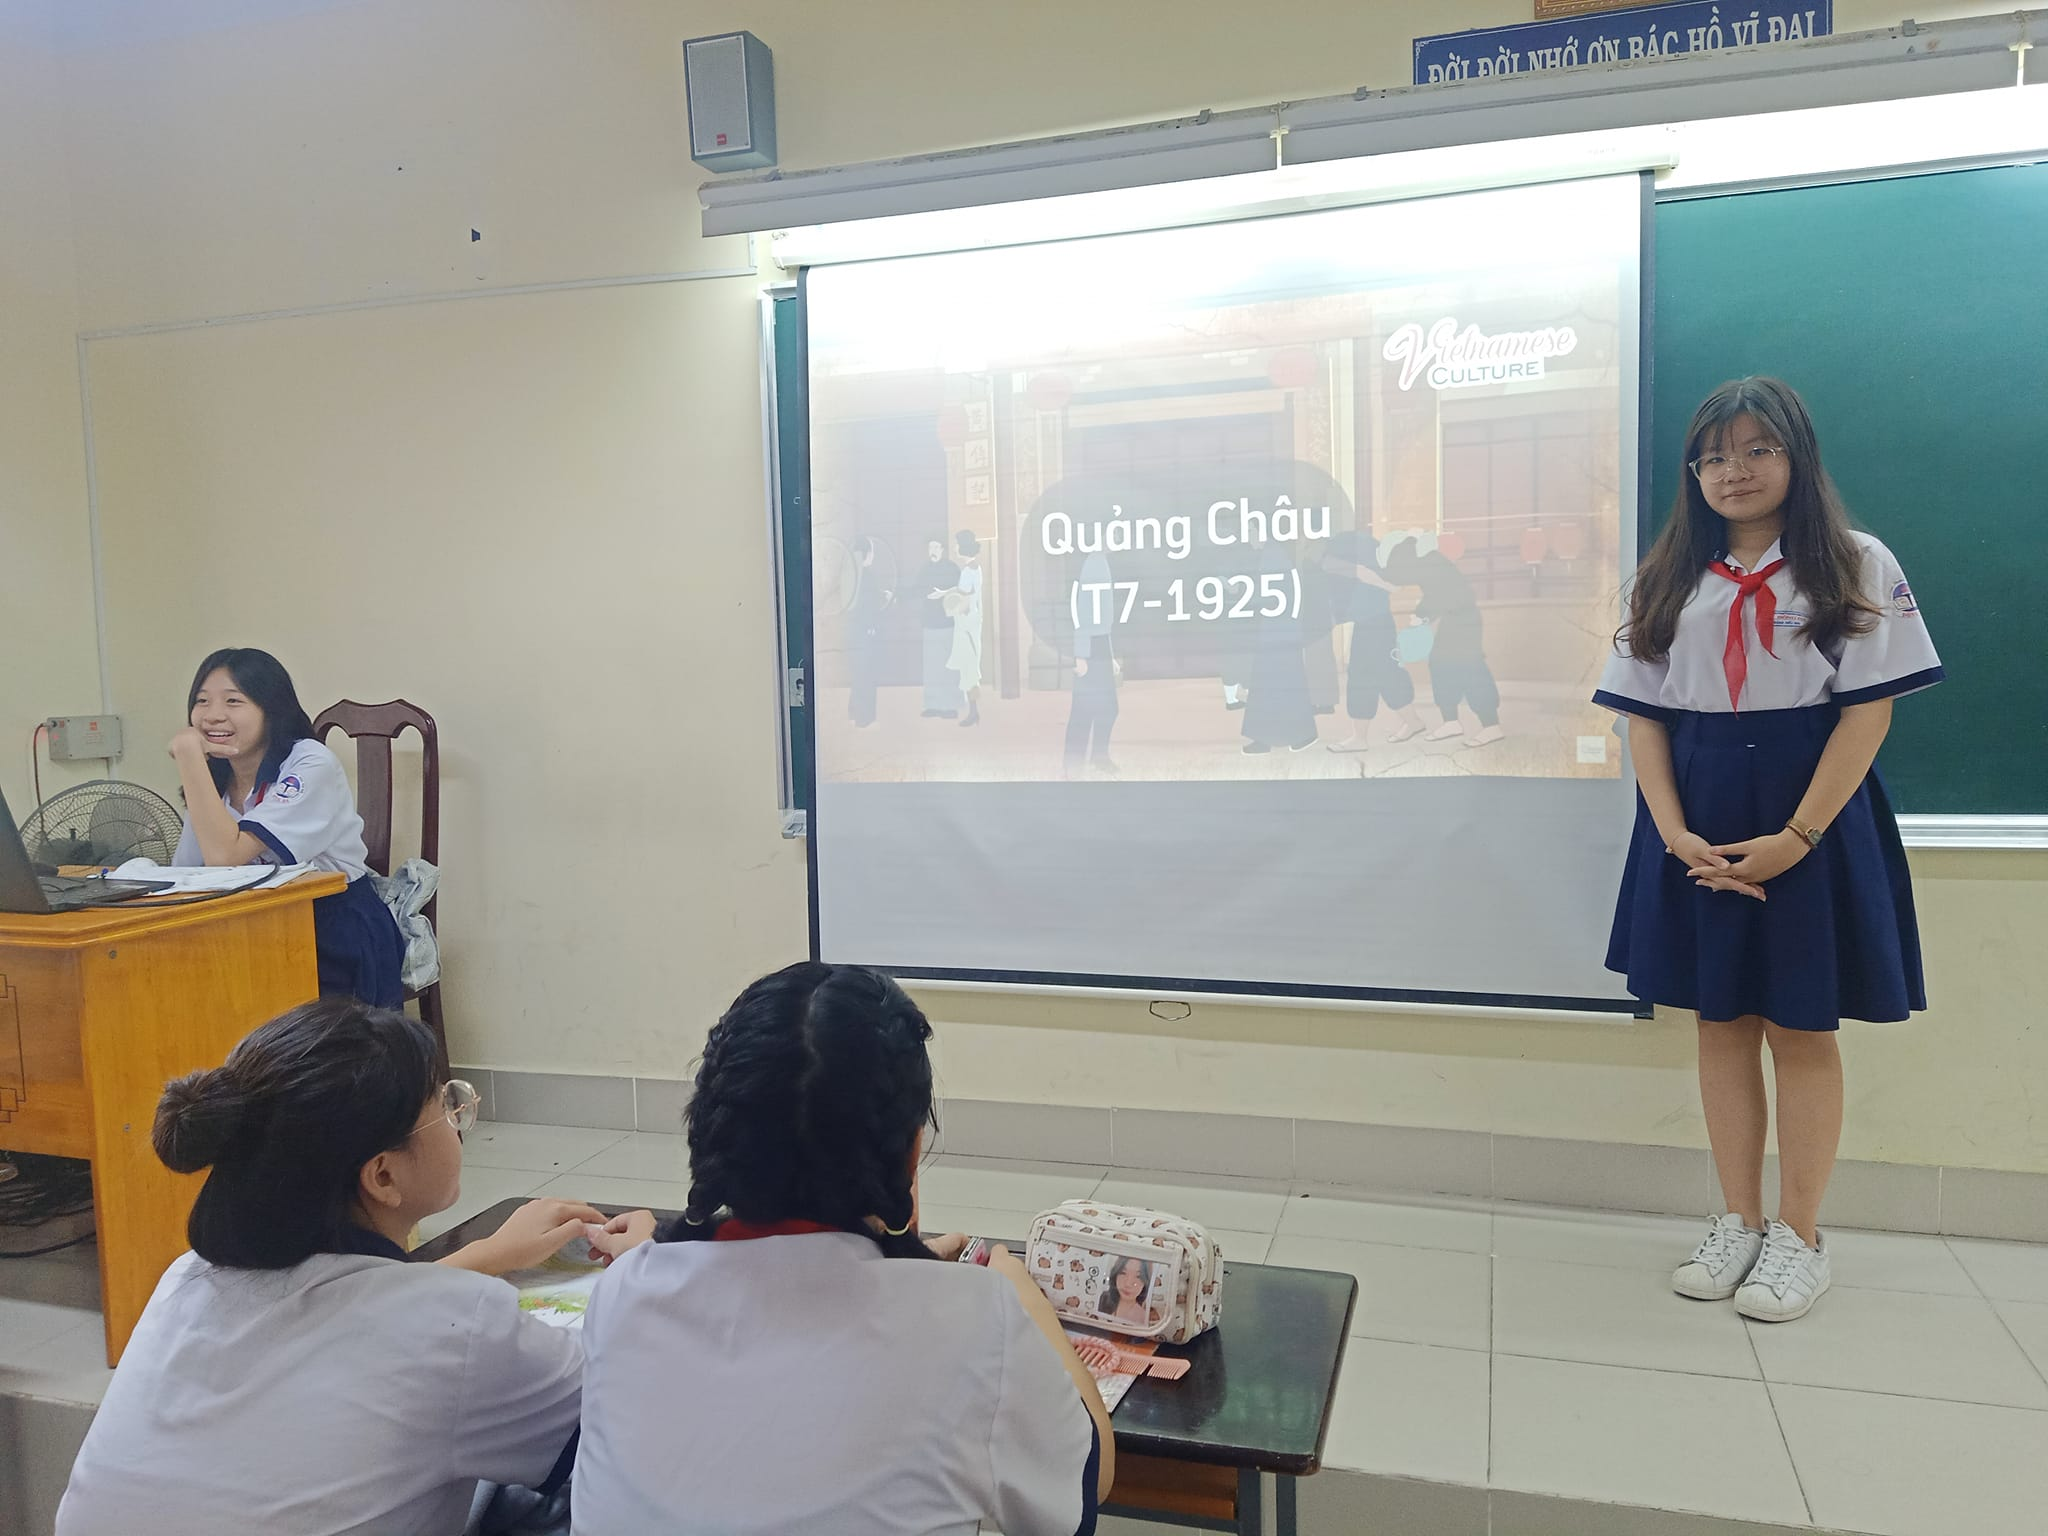 ĐỜI ĐỜI NHỚ ƠN BÁC HỒ VĨ ĐẠI
Vietnamese
CULTURE
Quảng Châu
(T7-1925)